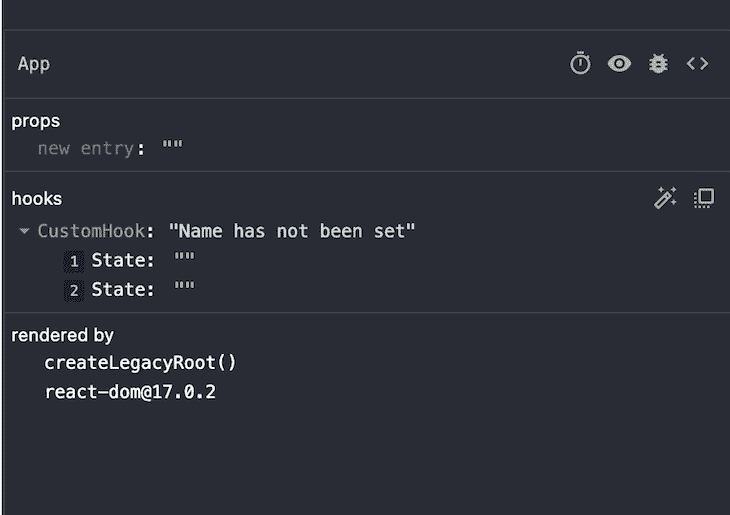 App
props
new entry: ""
hooks
CustomHook: "Name has not been set"
1 State: ""
2 State: ""
rendered by
createLegacyRoot()
react-dom@17.0.2